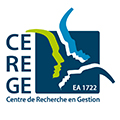 CE
RE
GE
EA 1722
Centre de Recherche en Gestion